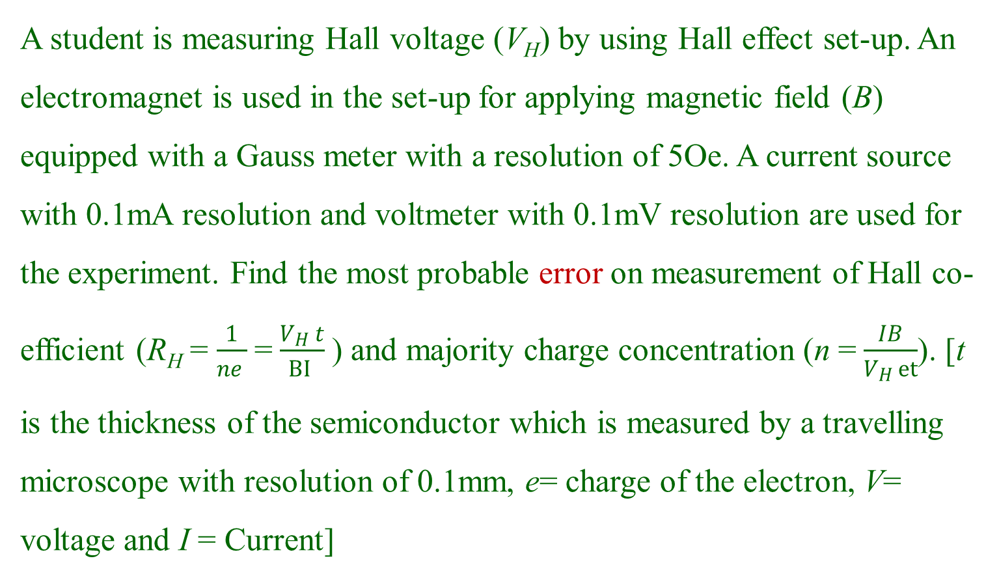 A student is measuring Hall voltage (V_H) by using Hall effect set-up. An
electromagnet is used in the set-up for applying magnetic field (B)
equipped with a Gauss meter with a resolution of 5Oe. A current source
with 0.1mA resolution and voltmeter with 0.1mV resolution are used for
the experiment. Find the most probable error on measurement of Hall co-
efficient (R_H = 1/ne = V_H t/BI ) and majority charge concentration (n = IB/V_H et). [t
is the thickness of the semiconductor which is measured by a travelling
microscope with resolution of 0.1mm, e= charge of the electron, V=
voltage and I = Current]